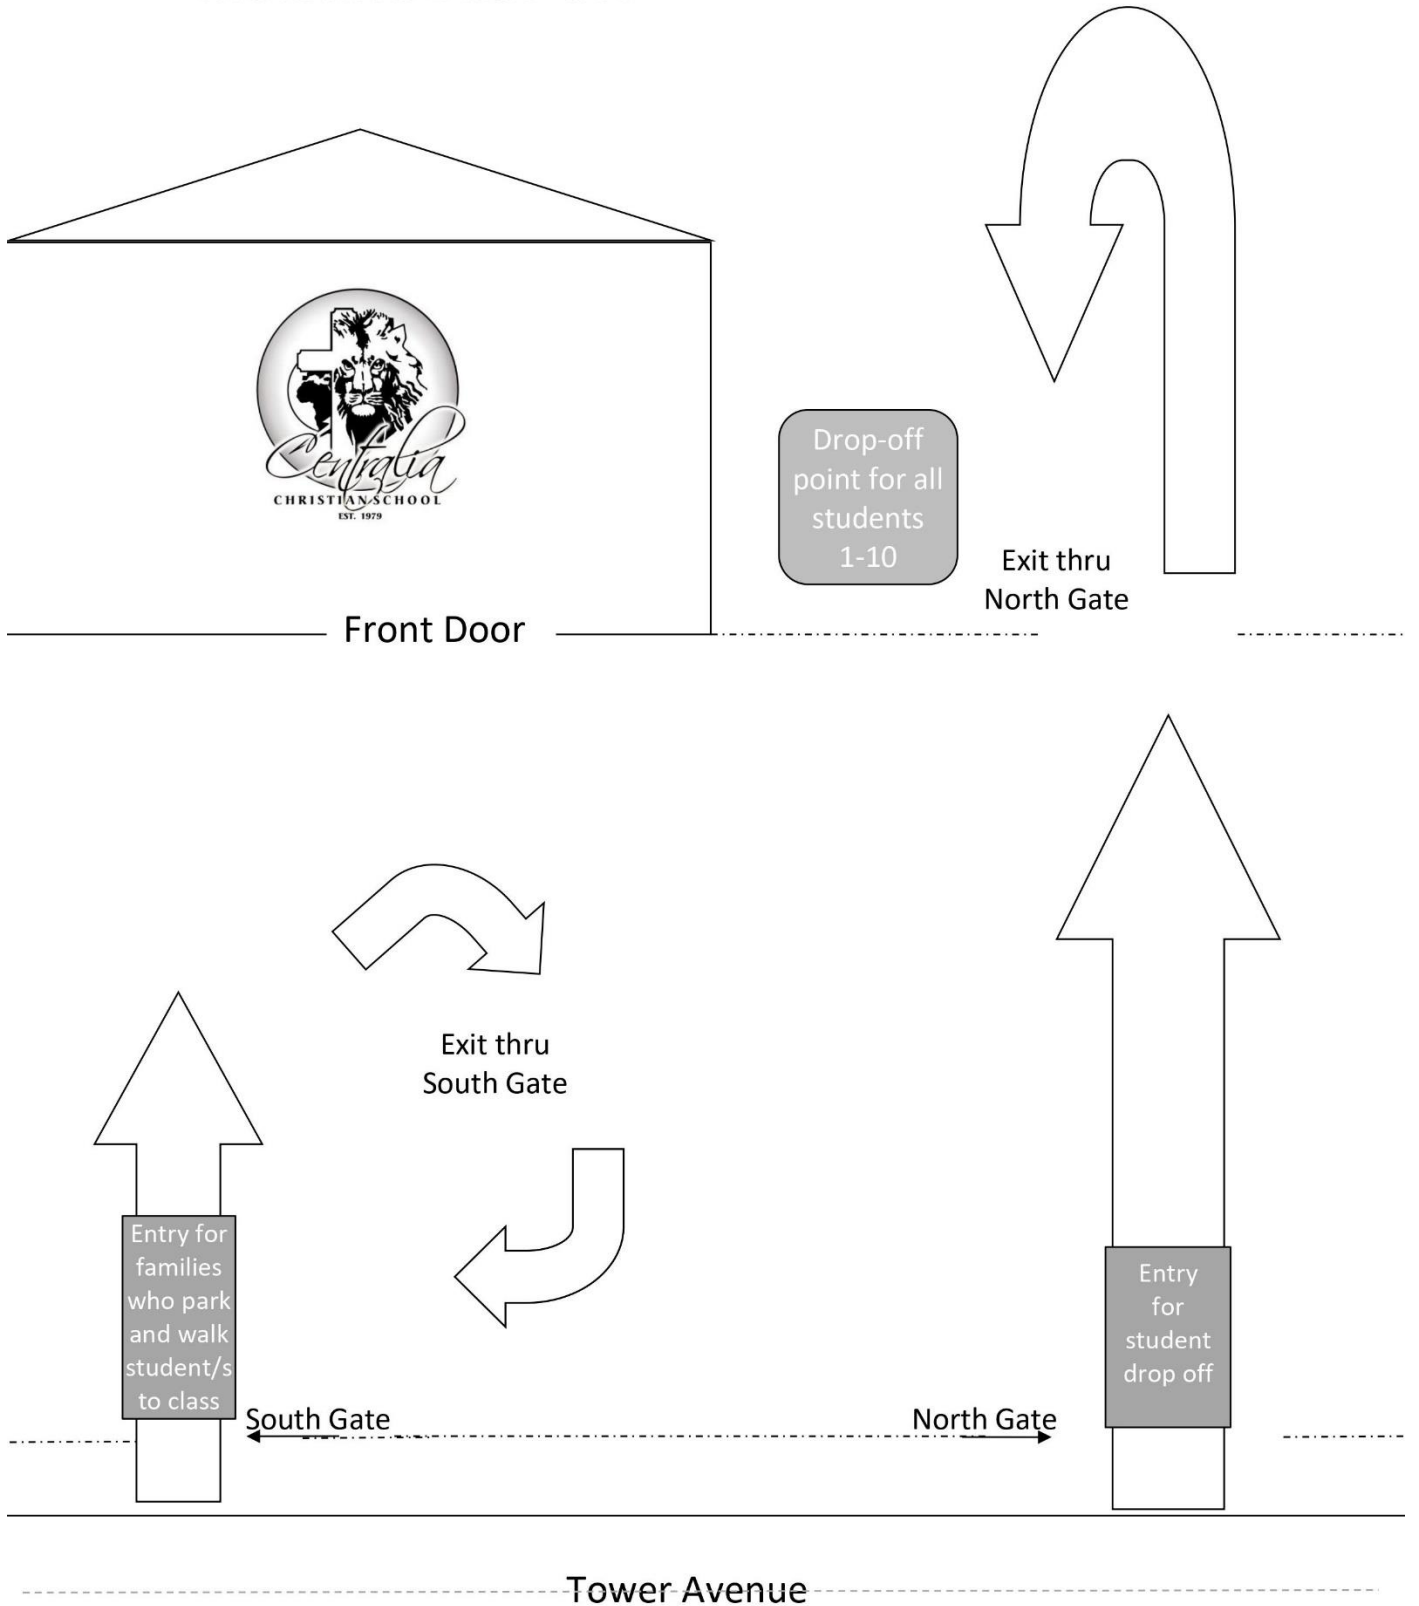 Centralia
CHRISTIAN SCHOOL
EST. 1979
Drop-off
point for all
students
1-10
Exit thru
North Gate
Front Door
Exit thru
South Gate
Entry for
families
who park
and walk
student/s
to class
Entry
for
student
drop off
South Gate
North Gate
Tower Avenue